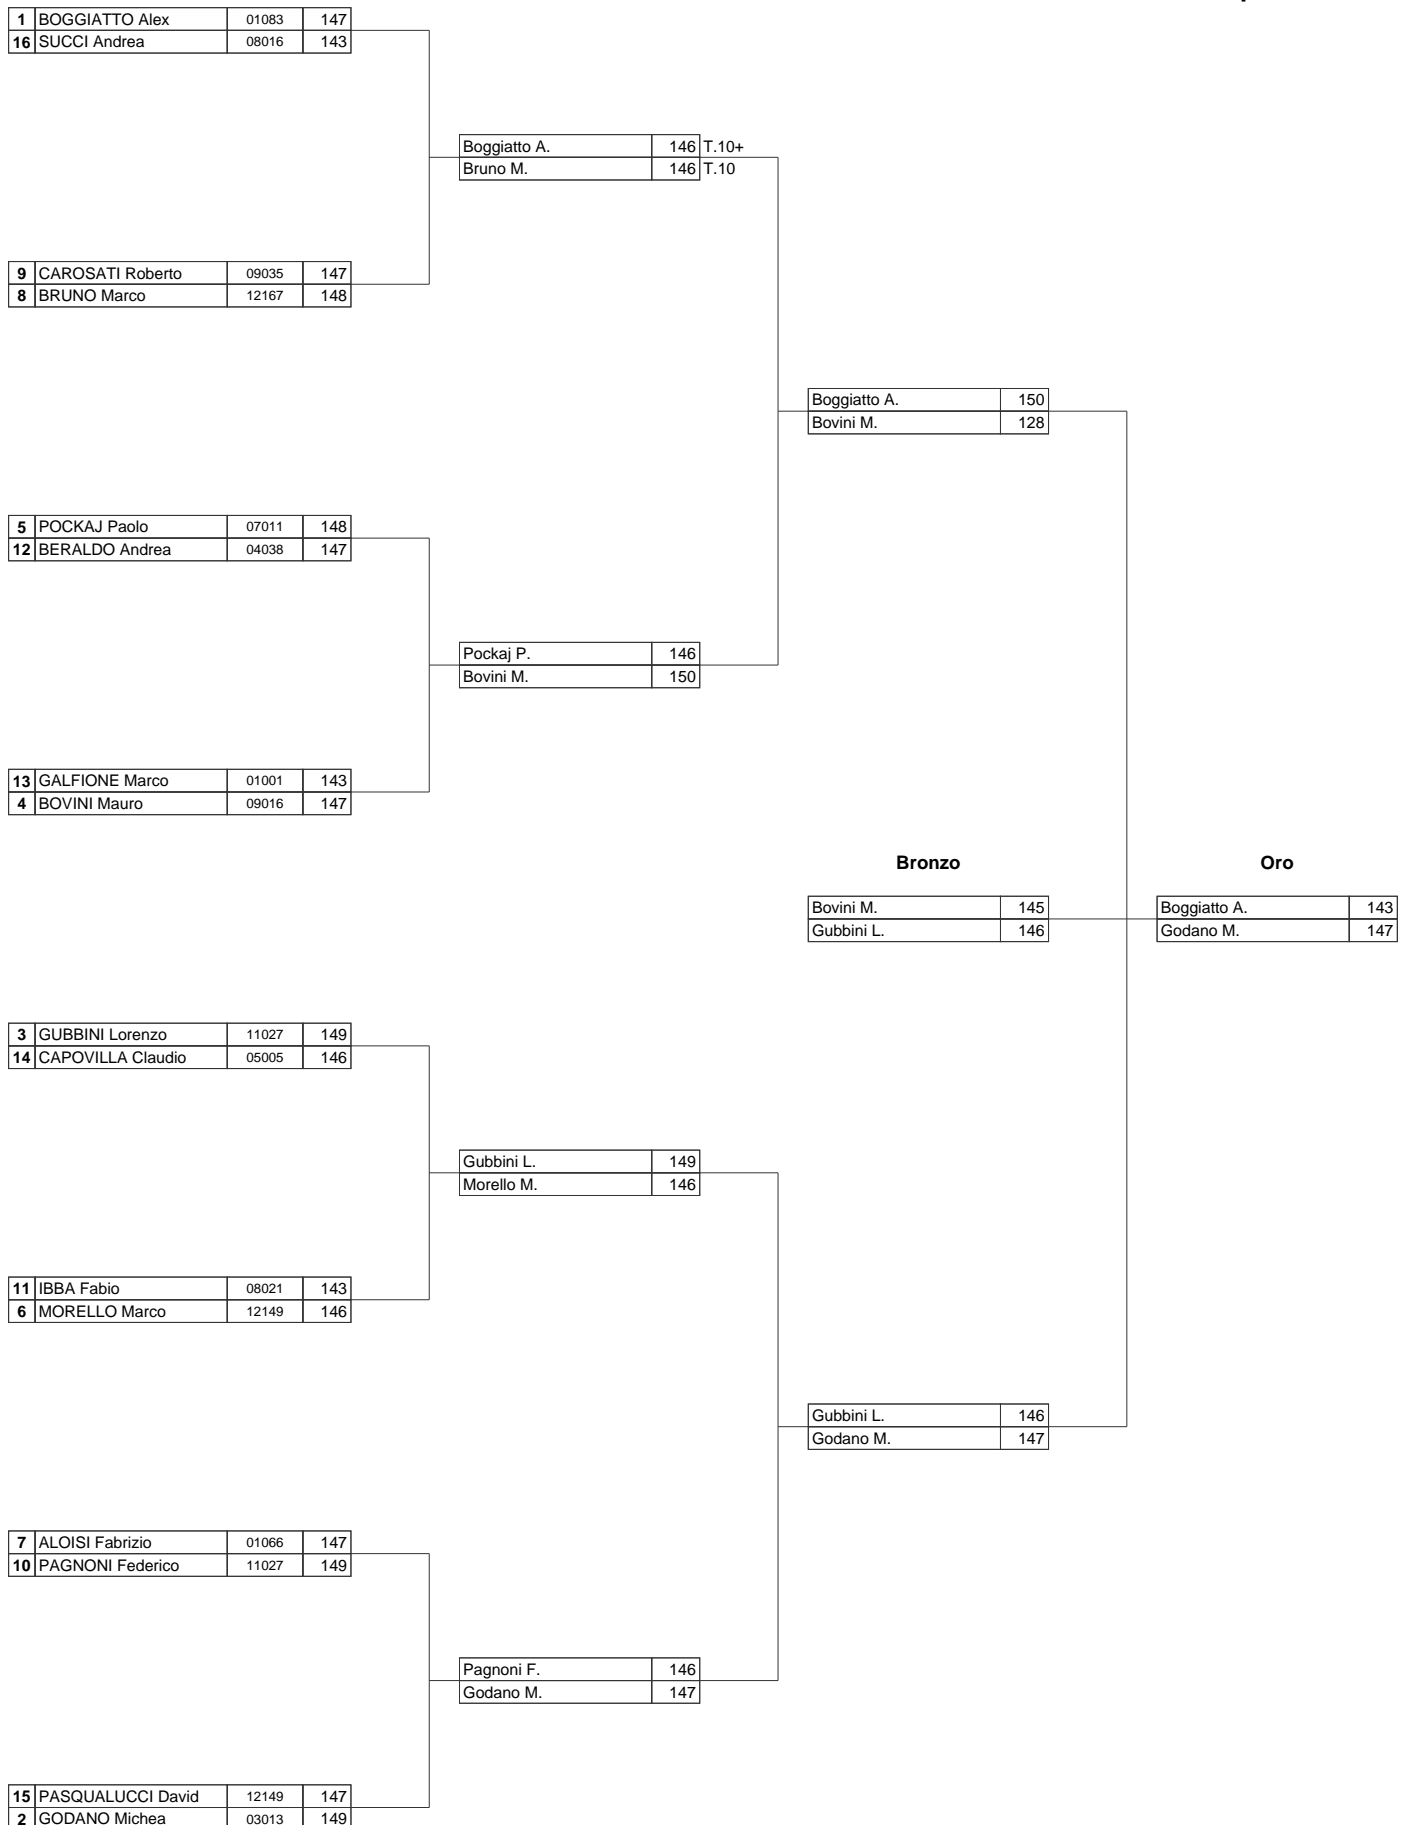 1 BOGGIATTO Alex 01083 147
16 SUCCI Andrea 08016 143
Boggiatto A. 146 T.10+
Bruno M. 146 T.10
9 CAROSATI Roberto 09035 147
8 BRUNO Marco 12167 148
Boggiatto A. 150
Bovini M. 128
5 POCKAJ Paolo 07011 148
12 BERALDO Andrea 04038 147
Pockaj P. 146
Bovini M. 150
13 GALFIONE Marco 01001 143
4 BOVINI Mauro 09016 147
Bronzo Oro
Bovini M. 145 Boggiatto A. 143
Gubbini L. 146 Godano M. 147
3 GUBBINI Lorenzo 11027 149
14 CAPOVILLA Claudio 05005 146
Gubbini L. 149
Morello M. 146
11 IBBA Fabio 08021 143
6 MORELLO Marco 12149 146
Gubbini L. 146
Godano M. 147
7 ALOISI Fabrizio 01066 147
10 PAGNONI Federico 11027 149
Pagnoni F. 146
Godano M. 147
15 PASQUALUCCI David 12149 147
2 GODANO Michea 03013 149